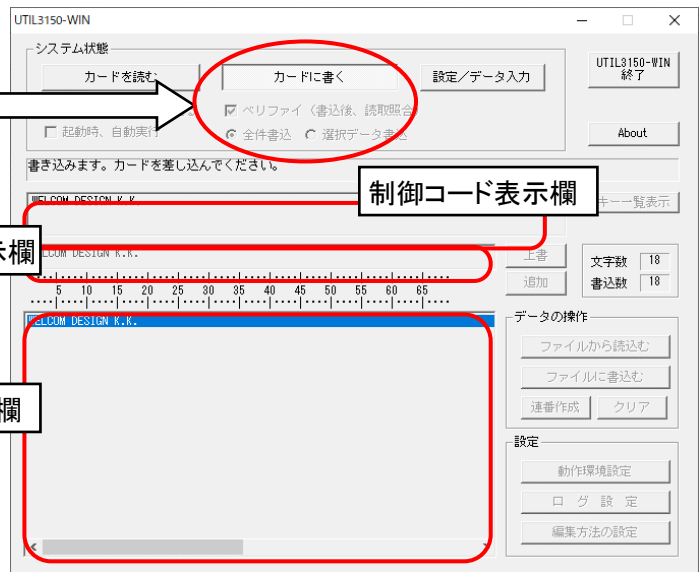 UTIL3150-WIN
システム状態
カードを読む
カードに書く
設定/データ入力
UTIL3150-WIN
終了
ベリファイ（書込後、読取照合
起動時、自動実行
全件書込
選択データ書込
About
書き込みます。カードを差し込んでください。
制御コード表示欄
WELCOM DESIGN K.K.
キー一覧表示
示欄
WELCOM DESIGN K.K.
上書
追加
文字数 18
書込数 18
5 10 15 20 25 30 35 40 45 50 55 60 65
WELCOM DESIGN K.K.
データの操作
ファイルから読込む
ファイルに書込む
連番作成
クリア
欄
設定
動作環境設定
ログ設定
編集方法の設定